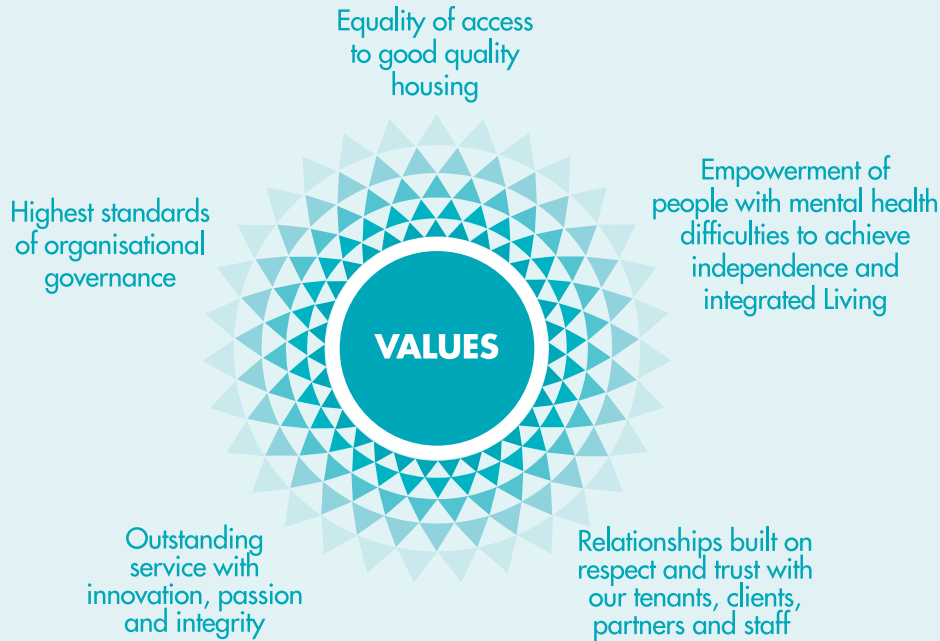 Equality of access
to good quality
housing
Empowerment of
people with mental health
difficulties to achieve
independence and
integrated Living
Highest standards
of organisational
governance
VALUES
Outstanding
service with
innovation, passion
and integrity
Relationships built on
respect and trust with
our tenants, clients,
partners and staff